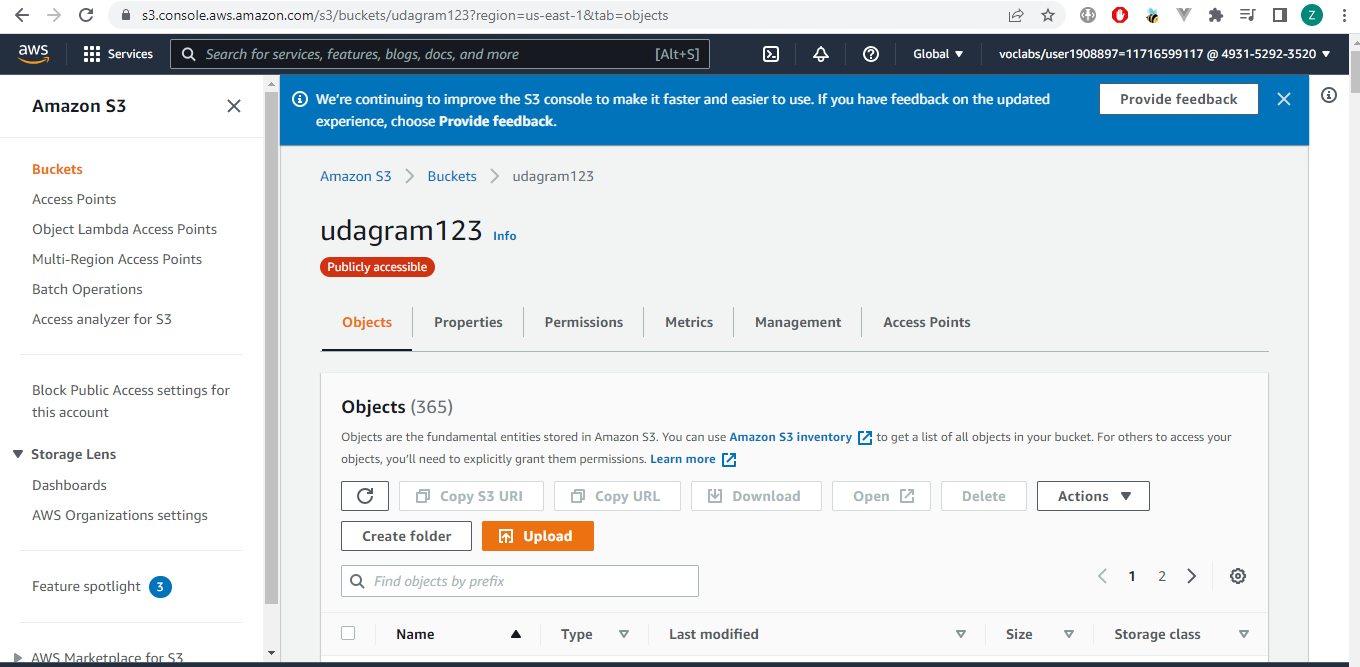 s3.console.aws.amazon.com/s3/buckets/udagram123?region=us-east-1&tab=objects
Z
aws
Services
Search for services, features, blogs, docs, and more
[Alt+S]
Global
voclabs/user1908897=11716599117 @ 4931-5292-3520
Amazon S3
Buckets
Access Points
Object Lambda Access Points
Multi-Region Access Points
Batch Operations
Access analyzer for S3
Block Public Access settings for
this account
Storage Lens
Dashboards
AWS Organizations settings
Feature spotlight 3
AWS Marketplace for S3
We're continuing to improve the S3 console to make it faster and easier to use. If you have feedback on the updated
experience, choose Provide feedback.
Provide feedback
Amazon S3 > Buckets > udagram123
udagram123 Info
Publicly accessible
Objects Properties Permissions Metrics Management Access Points
Objects (365)
Objects are the fundamental entities stored in Amazon S3. You can use Amazon S3 inventory to get a list of all objects in your bucket. For others to access your
objects, you'll need to explicitly grant them permissions. Learn more
Copy S3 URI Copy URL Download Open Delete Actions
Create folder Upload
Find objects by prefix
1 2
Name Type Last modified Size Storage class